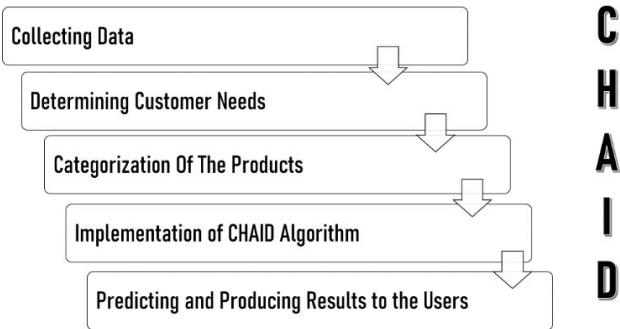 Collecting Data
Determining Customer Needs
Categorization Of The Products
Implementation of CHAID Algorithm
Predicting and Producing Results to the Users
C
H
A
I
D